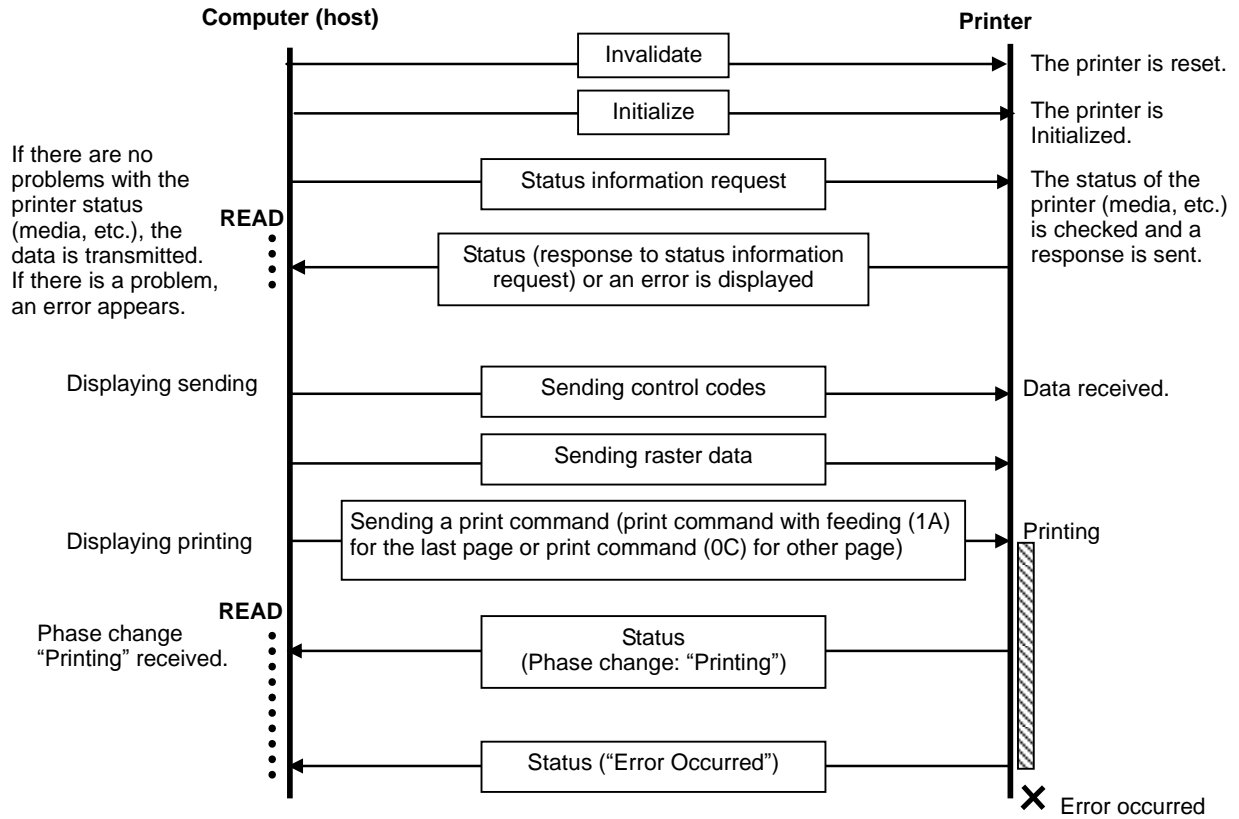 Computer (host)
Printer
Invalidate
The printer is reset.
Initialize
The printer is
Initialized.
If there are no
problems with the
printer status
(media, etc.), the
data is transmitted.
If there is a problem,
an error appears.
READ
Status information request
The status of the
printer (media, etc.)
is checked and a
response is sent.
Status (response to status information
request) or an error is displayed
Displaying sending
Sending control codes
Data received.
Sending raster data
Displaying printing
Sending a print command (print command with feeding (1A)
for the last page or print command (0C) for other page)
Printing
READ
Phase change
“Printing” received.
Status
(Phase change: “Printing”)
Status (“Error Occurred”)
Error occurred